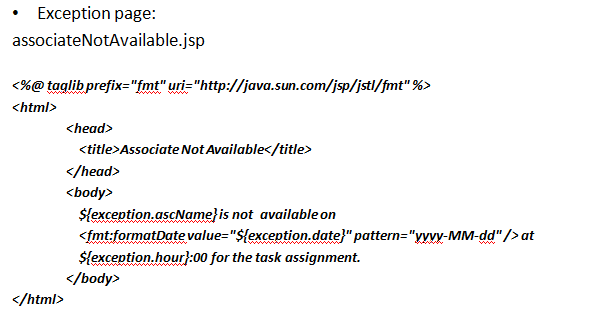 • Exception page:
associateNotAvailable.jsp
<%@ taglib prefix="fmt" uri="http://java.sun.com/jsp/jstl/fmt" %>
<html>
<head>
<title>Associate Not Available</title>
</head>
<body>
${exception.ascName} is not available on
<fmt:formatDate value="${exception.date}" pattern="yyyy-MM-dd" /> at
${exception.hour}:00 for the task assignment.
</body>
</html>